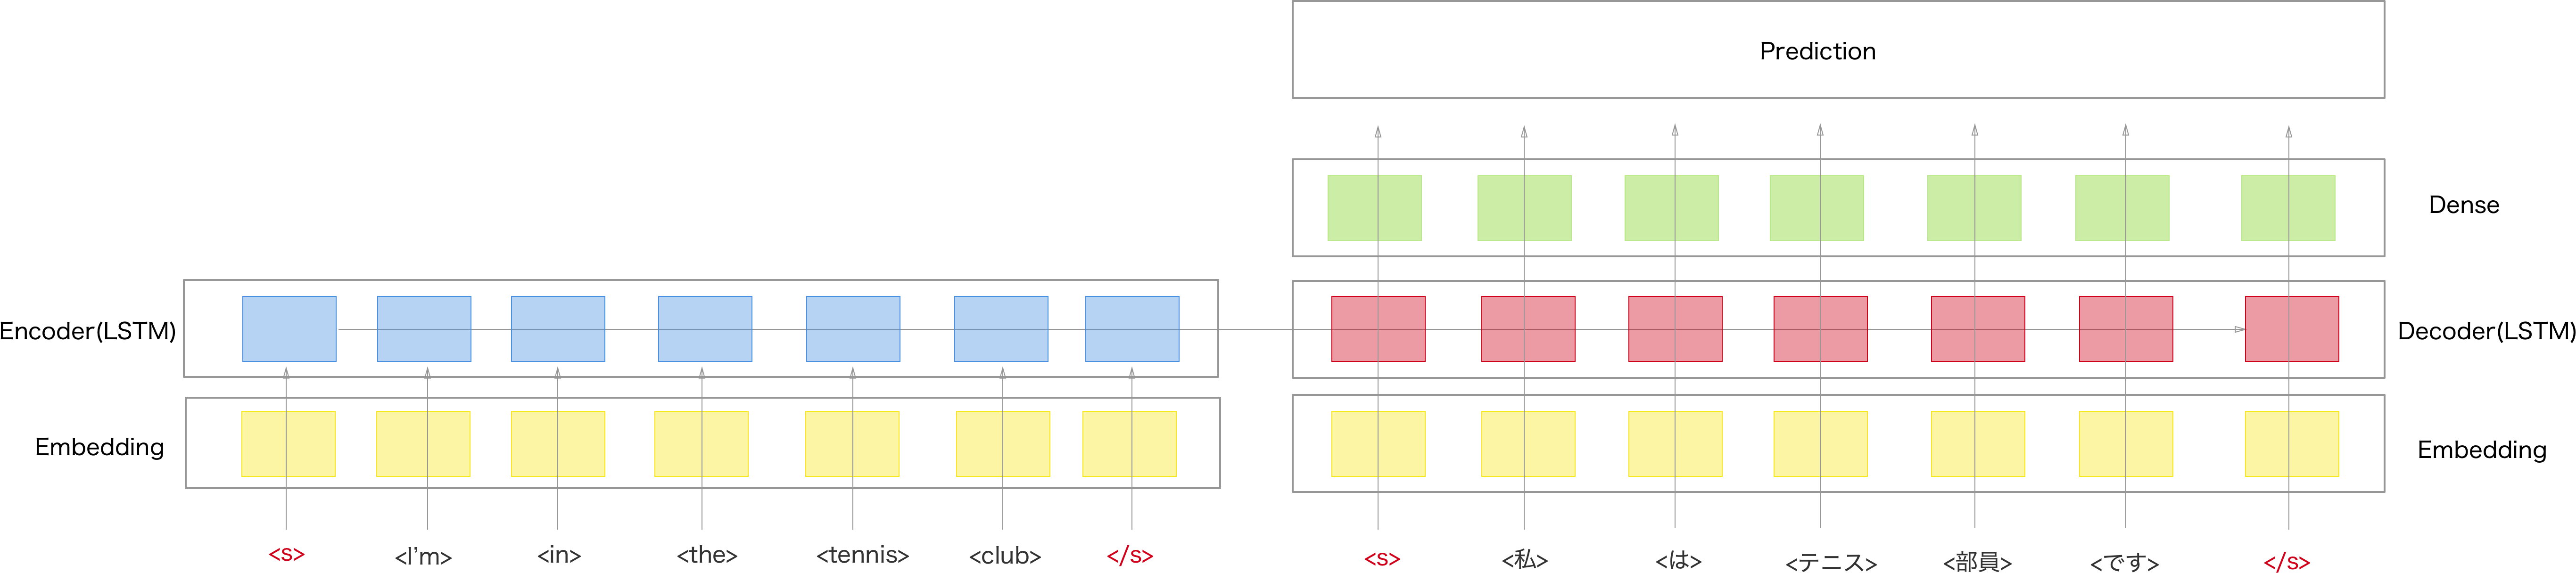 Prediction
Dense
Encoder(LSTM)
Decoder(LSTM)
Embedding
Embedding
<s> <I'm> <in> <the> <tennis> <club> </s>
<s> <私> <は> <テニス> <部員> <です> </s>